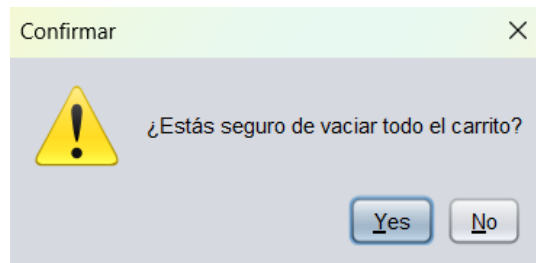 Confirmar
¿Estás seguro de vaciar todo el carrito?
Yes No